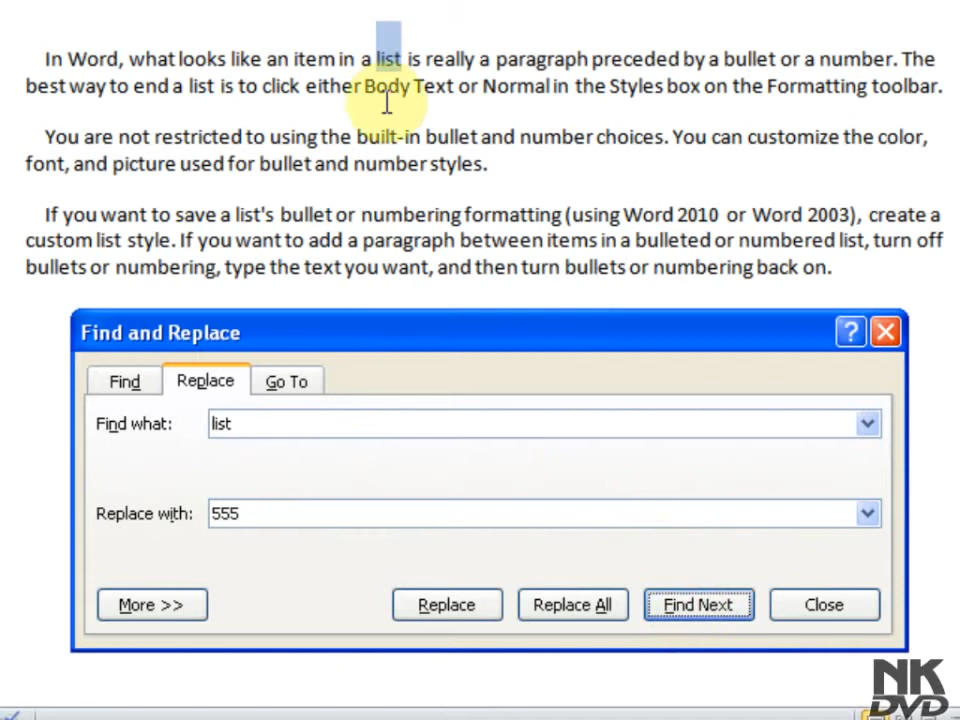 In Word, what looks like an item in a list is really a paragraph preceded by a bullet or a number. The
best way to end a list is to click either Body Text or Normal in the Styles box on the Formatting toolbar.
You are not restricted to using the built-in bullet and number choices. You can customize the color,
font, and picture used for bullet and number styles.
If you want to save a list's bullet or numbering formatting (using Word 2010 or Word 2003), create a
custom list style. If you want to add a paragraph between items in a bulleted or numbered list, turn off
bullets or numbering, type the text you want, and then turn bullets or numbering back on.
Find and Replace
Find Replace Go To
Find what: list
Replace with: 555
More >> Replace Replace All Find Next Close
NK
DVD